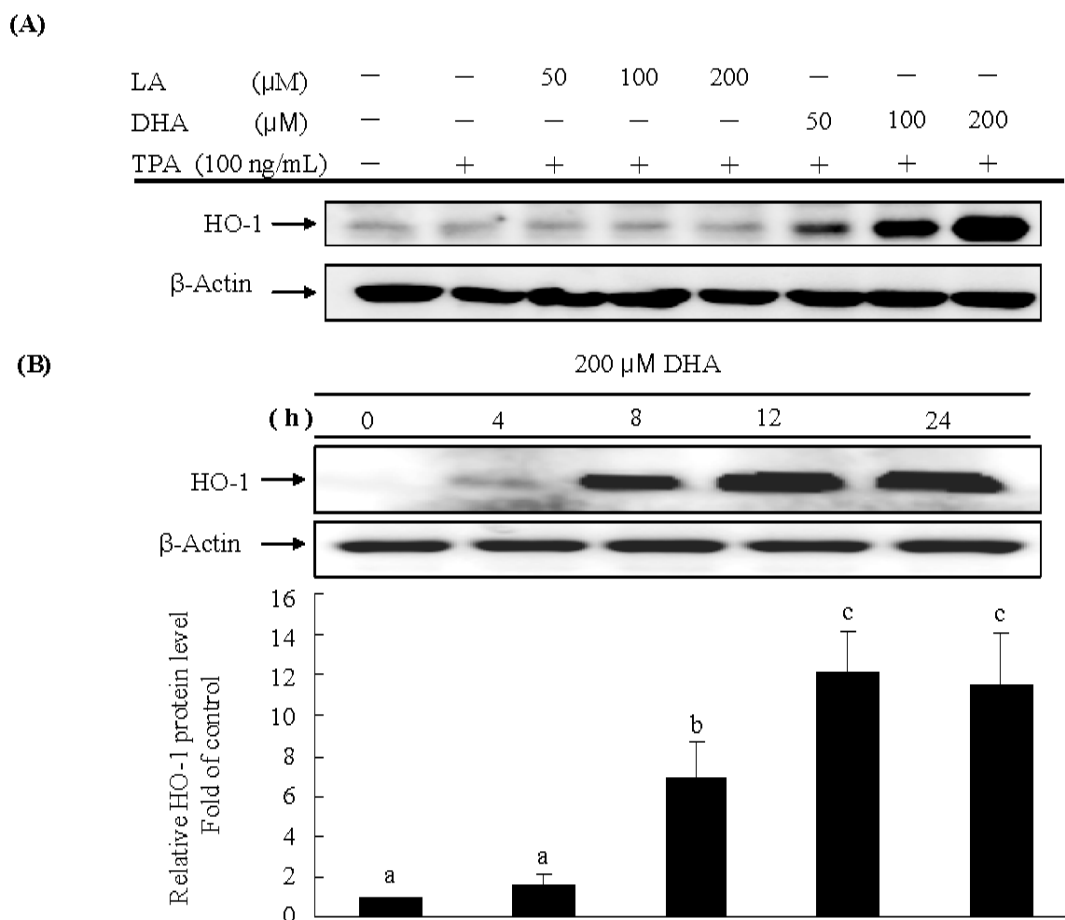 (A)
LA (μM) — — 50 100 200 — — —
DHA (μM) — — — — — 50 100 200
TPA (100 ng/mL) — + + + + + + +
HO-1
β-Actin
(B)
200 μM DHA
( h ) 0 4 8 12 24
HO-1
β-Actin
Relative HO-1 protein level
Fold of control
16
14
12
10
8
6
4
2
0
a
a
b
c
c